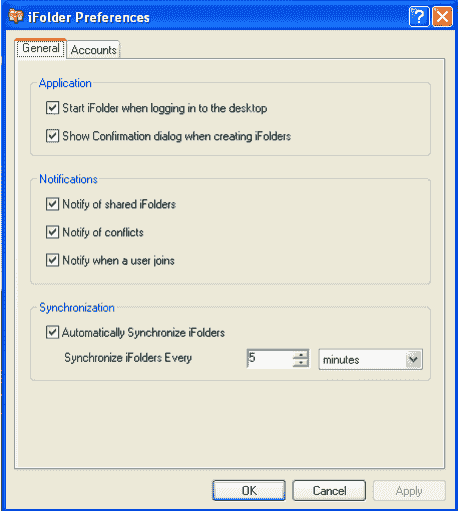 iFolder Preferences
General Accounts
Application
Start iFolder when logging in to the desktop
Show Confirmation dialog when creating iFolders
Notifications
Notify of shared iFolders
Notify of conflicts
Notify when a user joins
Synchronization
Automatically Synchronize iFolders
Synchronize iFolders Every 5 minutes
OK Cancel Apply